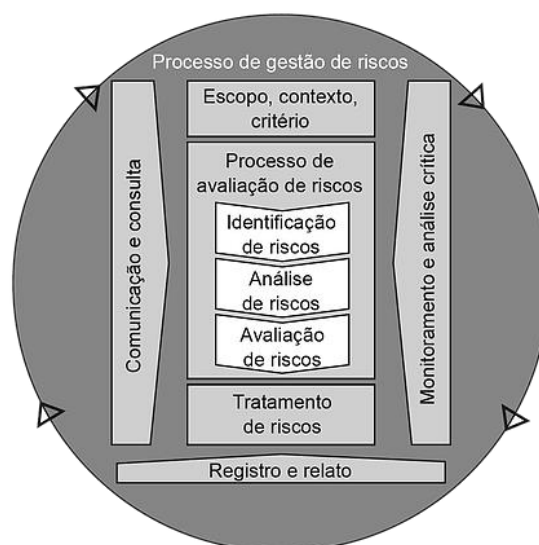 Processo de gestão de riscos
Escopo, contexto,
critério
Processo de
avaliação de riscos
Identificação
de riscos
Análise
de riscos
Avaliação
de riscos
Tratamento
de riscos
Comunicação e consulta
Monitoramento e análise crítica
Registro e relato